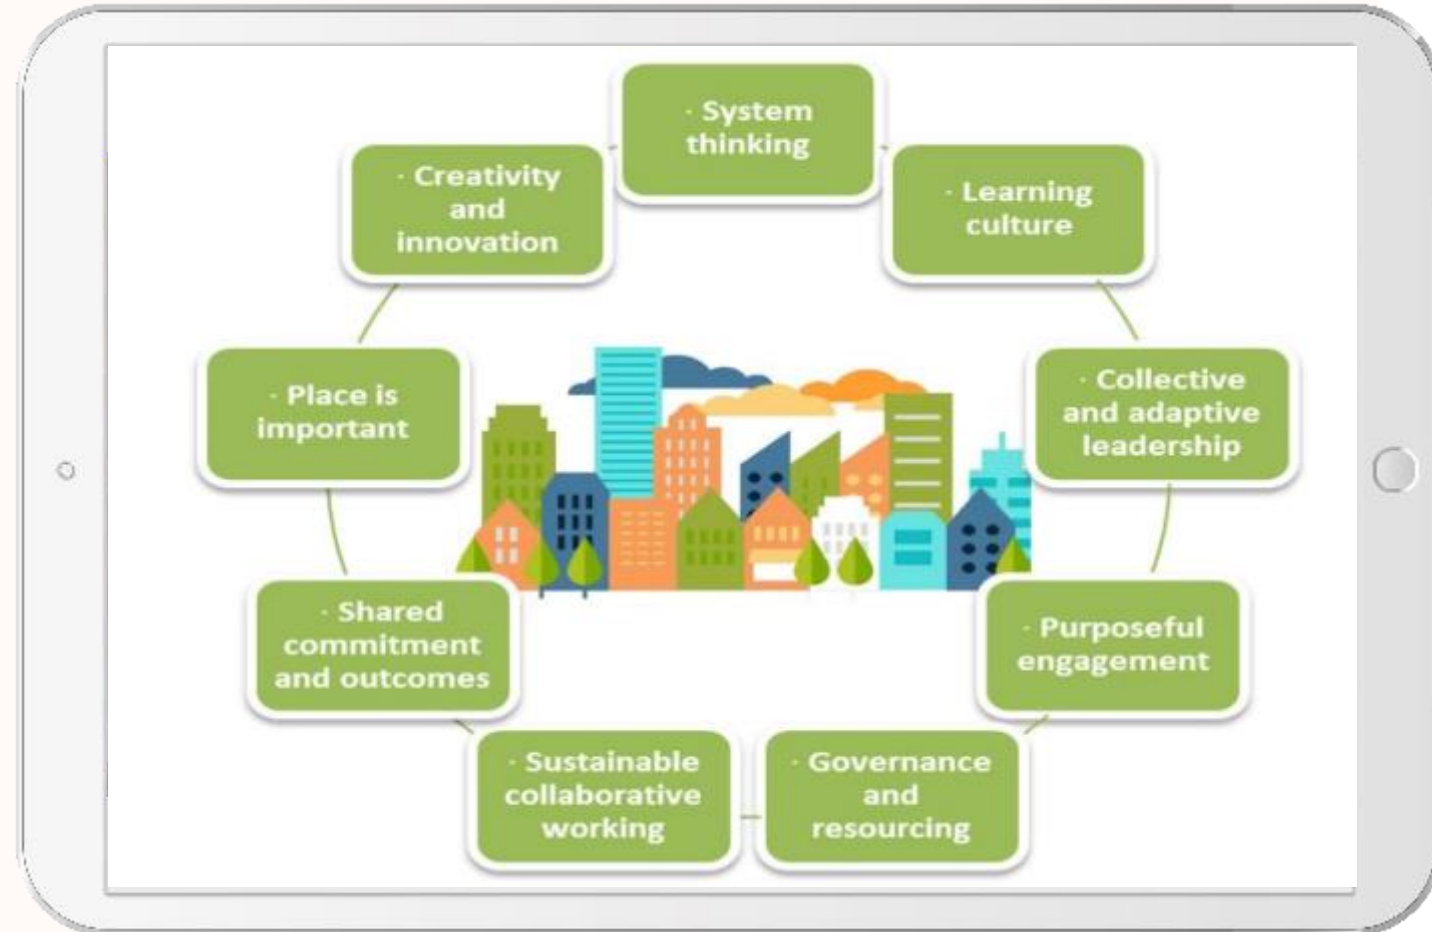 · System
thinking
· Learning
culture
· Collective
and adaptive
leadership
· Purposeful
engagement
· Governance
and
resourcing
· Sustainable
collaborative
working
· Shared
commitment
and outcomes
· Place is
important
· Creativity
and
innovation